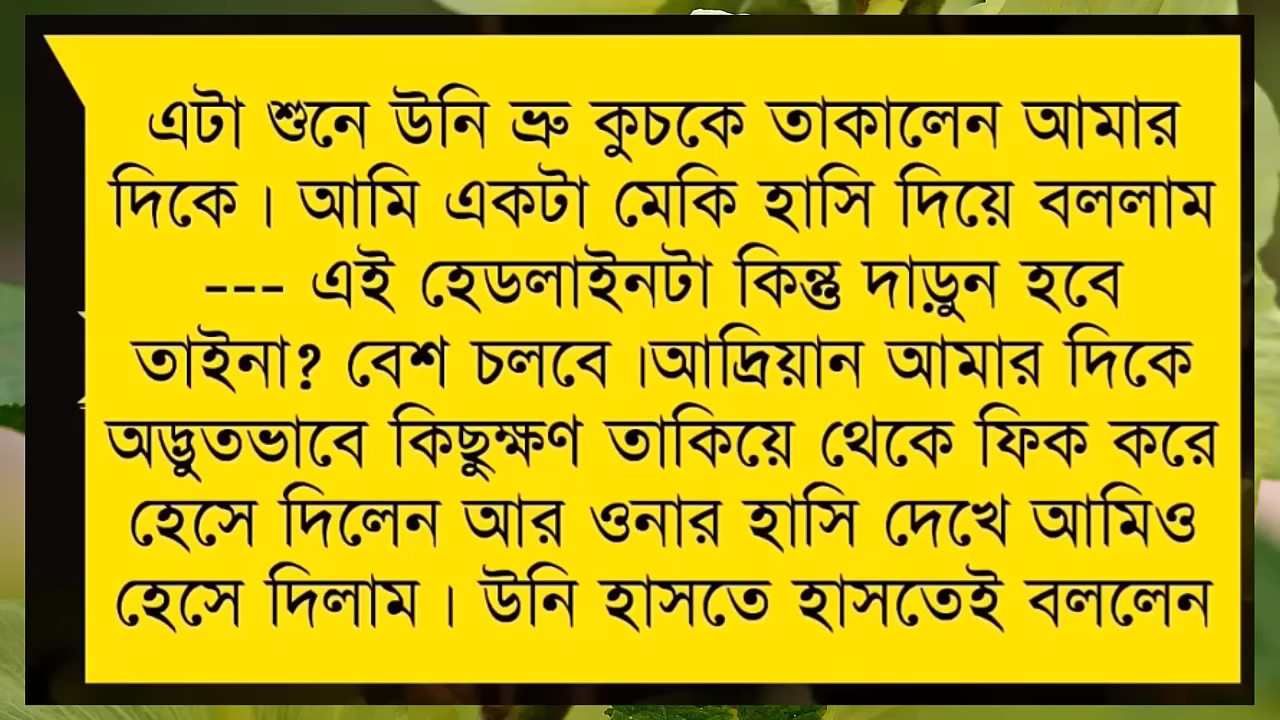 এটা শুনে উনি ভ্রু কুচকে তাকালেন আমার
দিকে । আমি একটা মেকি হাসি দিয়ে বললাম
--- এই হেডলাইনটা কিন্তু দাড়ুন হবে
তাইনা? বেশ চলবে ।আদ্রিয়ান আমার দিকে
অদ্ভুতভাবে কিছুক্ষণ তাকিয়ে থেকে ফিক করে
হেসে দিলেন আর ওনার হাসি দেখে আমিও
হেসে দিলাম । উনি হাসতে হাসতেই বললেন